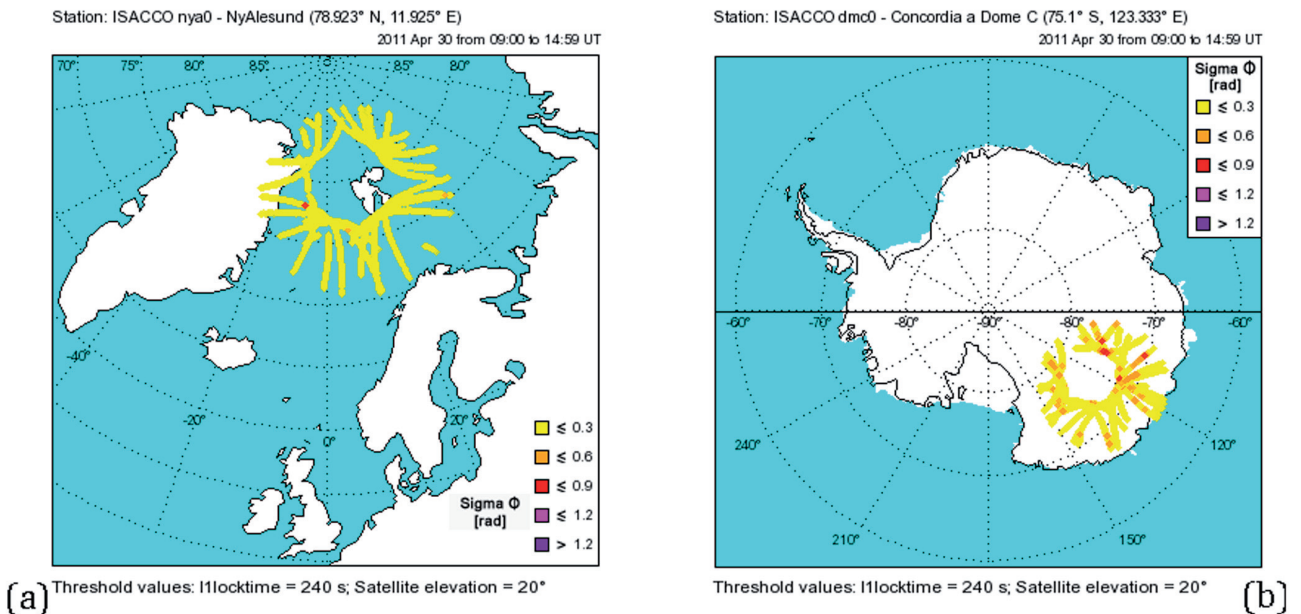 Station: ISACCO nya0 - NyAlesund (78.923° N, 11.925° E)
2011 Apr 30 from 09:00 to 14:59 UT
70° 75° 80° 85° 85° 80°
-40°
-20°
0°
20°
≤ 0.3
≤ 0.6
≤ 0.9
≤ 1.2
> 1.2
Sigma Φ
[rad]
(a)
Threshold values: l1locktime = 240 s; Satellite elevation = 20°
Station: ISACCO dmc0 - Concordia a Dome C (75.1° S, 123.333° E)
2011 Apr 30 from 09:00 to 14:59 UT
Sigma Φ
[rad]
≤ 0.3
≤ 0.6
≤ 0.9
≤ 1.2
> 1.2
-60° -70° -80° -90° -80° -70° -60°
240°
120°
210°
150°
Threshold values: l1locktime = 240 s; Satellite elevation = 20°
(b)